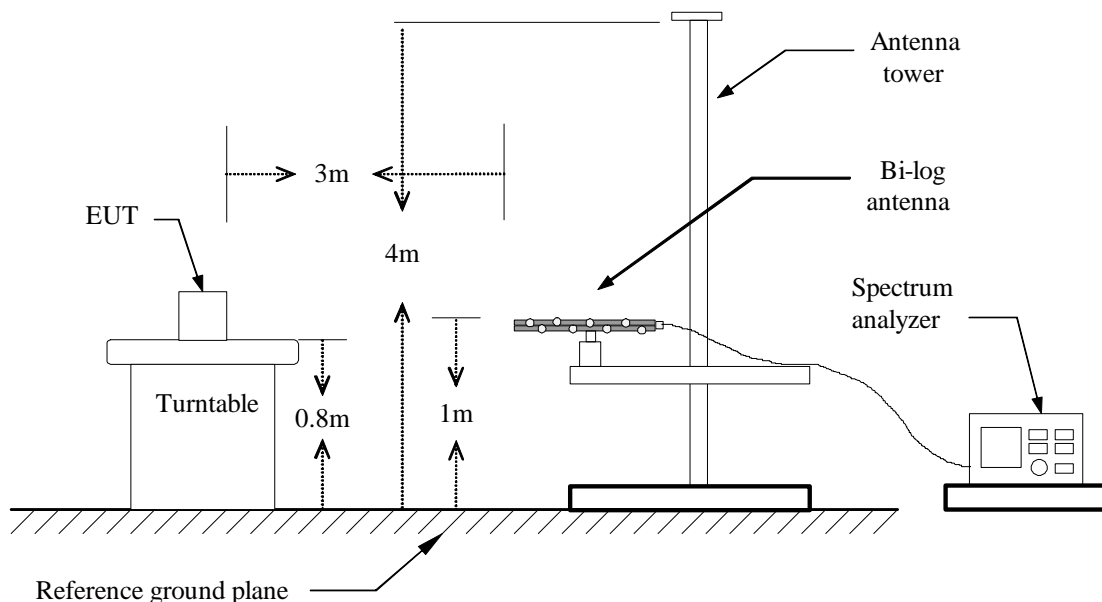 Antenna
tower
3m
Bi-log
antenna
EUT
4m
Spectrum
analyzer
Turntable
0.8m
1m
Reference ground plane